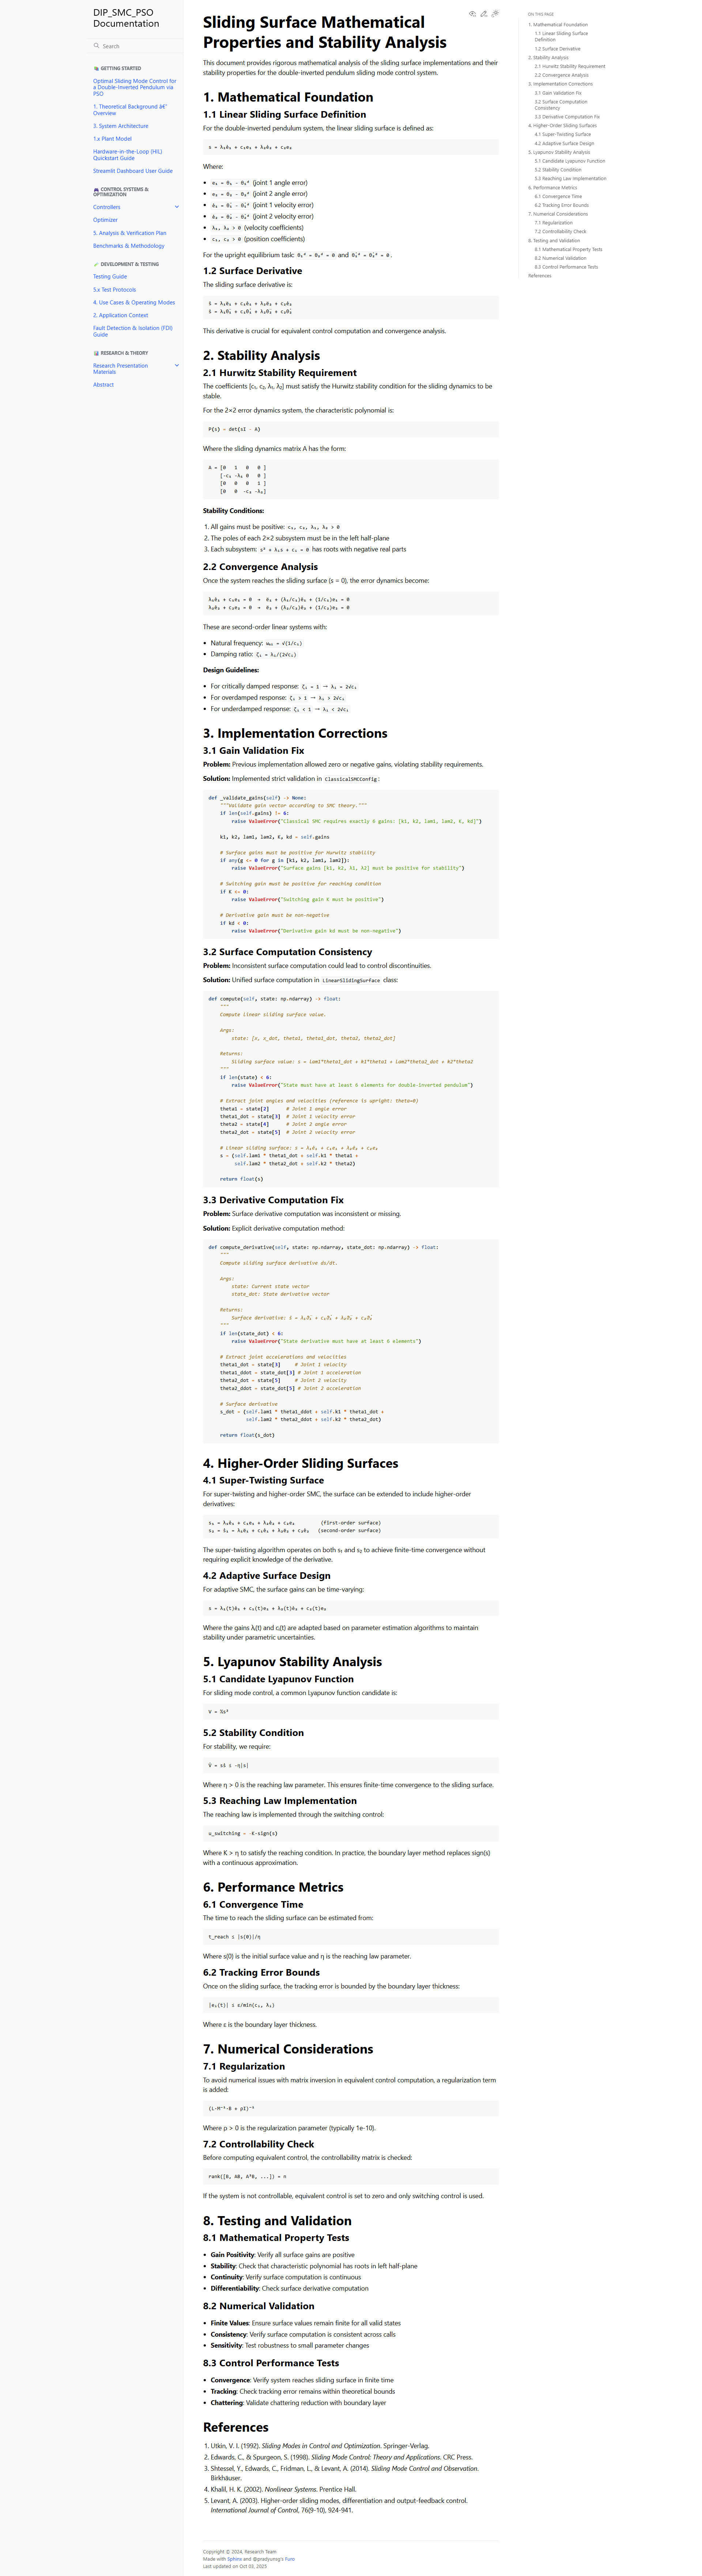 DIP_SMC_PSO
Documentation
Search
GETTING STARTED
Optimal Sliding Mode Control for
a Double-Inverted Pendulum via
PSO
1. Theoretical Background â€"
Overview
3. System Architecture
1.x Plant Model
Hardware-in-the-Loop (HIL)
Quickstart Guide
Streamlit Dashboard User Guide
CONTROL SYSTEMS &
OPTIMIZATION
Controllers
Optimizer
5. Analysis & Verification Plan
Benchmarks & Methodology
DEVELOPMENT & TESTING
Testing Guide
5.x Test Protocols
4. Use Cases & Operating Modes
2. Application Context
Fault Detection & Isolation (FDI)
Guide
RESEARCH & THEORY
Research Presentation
Materials
Abstract
Sliding Surface Mathematical
Properties and Stability Analysis
This document provides rigorous mathematical analysis of the sliding surface implementations and their
stability properties for the double-inverted pendulum sliding mode control system.
1. Mathematical Foundation
1.1 Linear Sliding Surface Definition
For the double-inverted pendulum system, the linear sliding surface is defined as:
s = λ₁ė₁ + c₁e₁ + λ₂ė₂ + c₂e₂
Where:
e₁ = θ₁ - θ₁ᵈ (joint 1 angle error)
e₂ = θ₂ - θ₂ᵈ (joint 2 angle error)
ė₁ = θ̇₁ - θ̇₁ᵈ (joint 1 velocity error)
ė₂ = θ̇₂ - θ̇₂ᵈ (joint 2 velocity error)
λ₁, λ₂ > 0 (velocity coefficients)
c₁, c₂ > 0 (position coefficients)
For the upright equilibrium task: θ₁ᵈ = θ₂ᵈ = 0 and θ̇₁ᵈ = θ̇₂ᵈ = 0.
1.2 Surface Derivative
The sliding surface derivative is:
ṡ = λ₁ë₁ + c₁ė₁ + λ₂ë₂ + c₂ė₂
ṡ = λ₁θ̈₁ + c₁θ̇₁ + λ₂θ̈₂ + c₂θ̇₂
This derivative is crucial for equivalent control computation and convergence analysis.
2. Stability Analysis
2.1 Hurwitz Stability Requirement
The coefficients [c₁, c₂, λ₁, λ₂] must satisfy the Hurwitz stability condition for the sliding dynamics to be
stable.
For the 2×2 error dynamics system, the characteristic polynomial is:
P(s) = det(sI - A)
Where the sliding dynamics matrix A has the form:
A = [0 1 0 0 ]
[-c₁ -λ₁ 0 0 ]
[0 0 0 1 ]
[0 0 -c₂ -λ₂]
Stability Conditions:
1. All gains must be positive: c₁, c₂, λ₁, λ₂ > 0
2. The poles of each 2×2 subsystem must be in the left half-plane
3. Each subsystem: s² + λᵢs + cᵢ = 0 has roots with negative real parts
2.2 Convergence Analysis
Once the system reaches the sliding surface (s = 0), the error dynamics become:
λ₁ė₁ + c₁e₁ = 0 → ë₁ + (λ₁/c₁)ė₁ + (1/c₁)e₁ = 0
λ₂ė₂ + c₂e₂ = 0 → ë₂ + (λ₂/c₂)ė₂ + (1/c₂)e₂ = 0
These are second-order linear systems with:
Natural frequency: ωₙᵢ = √(1/cᵢ)
Damping ratio: ζᵢ = λᵢ/(2√cᵢ)
Design Guidelines:
For critically damped response: ζᵢ = 1 → λᵢ = 2√cᵢ
For overdamped response: ζᵢ > 1 → λᵢ > 2√cᵢ
For underdamped response: ζᵢ < 1 → λᵢ < 2√cᵢ
3. Implementation Corrections
3.1 Gain Validation Fix
Problem: Previous implementation allowed zero or negative gains, violating stability requirements.
Solution: Implemented strict validation in ClassicalSMCConfig:
def _validate_gains(self) -> None:
"""Validate gain vector according to SMC theory."""
if len(self.gains) != 6:
raise ValueError("Classical SMC requires exactly 6 gains: [k1, k2, lam1, lam2, K, kd]")
k1, k2, lam1, lam2, K, kd = self.gains
# Surface gains must be positive for Hurwitz stability
if any(g <= 0 for g in [k1, k2, lam1, lam2]):
raise ValueError("Surface gains [k1, k2, λ1, λ2] must be positive for stability")
# Switching gain must be positive for reaching condition
if K <= 0:
raise ValueError("Switching gain K must be positive")
# Derivative gain must be non-negative
if kd < 0:
raise ValueError("Derivative gain kd must be non-negative")
3.2 Surface Computation Consistency
Problem: Inconsistent surface computation could lead to control discontinuities.
Solution: Unified surface computation in LinearSlidingSurface class:
def compute(self, state: np.ndarray) -> float:
"""
Compute linear sliding surface value.
Args:
state: [x, x_dot, theta1, theta1_dot, theta2, theta2_dot]
Returns:
Sliding surface value: s = lam1*theta1_dot + k1*theta1 + lam2*theta2_dot + k2*theta2
"""
if len(state) < 6:
raise ValueError("State must have at least 6 elements for double-inverted pendulum")
# Extract joint angles and velocities (reference is upright: theta=0)
theta1 = state[2] # Joint 1 angle error
theta1_dot = state[3] # Joint 1 velocity error
theta2 = state[4] # Joint 2 angle error
theta2_dot = state[5] # Joint 2 velocity error
# Linear sliding surface: s = λ₁ė₁ + c₁e₁ + λ₂ė₂ + c₂e₂
s = (self.lam1 * theta1_dot + self.k1 * theta1 +
self.lam2 * theta2_dot + self.k2 * theta2)
return float(s)
3.3 Derivative Computation Fix
Problem: Surface derivative computation was inconsistent or missing.
Solution: Explicit derivative computation method:
def compute_derivative(self, state: np.ndarray, state_dot: np.ndarray) -> float:
"""
Compute sliding surface derivative ds/dt.
Args:
state: Current state vector
state_dot: State derivative vector
Returns:
Surface derivative: ṡ = λ₁θ̈₁ + c₁θ̇₁ + λ₂θ̈₂ + c₂θ̇₂
"""
if len(state_dot) < 6:
raise ValueError("State derivative must have at least 6 elements")
# Extract joint accelerations and velocities
theta1_dot = state[3] # Joint 1 velocity
theta1_ddot = state_dot[3] # Joint 1 acceleration
theta2_dot = state[5] # Joint 2 velocity
theta2_ddot = state_dot[5] # Joint 2 acceleration
# Surface derivative
s_dot = (self.lam1 * theta1_ddot + self.k1 * theta1_dot +
self.lam2 * theta2_ddot + self.k2 * theta2_dot)
return float(s_dot)
4. Higher-Order Sliding Surfaces
4.1 Super-Twisting Surface
For super-twisting and higher-order SMC, the surface can be extended to include higher-order
derivatives:
s₁ = λ₁ė₁ + c₁e₁ + λ₂ė₂ + c₂e₂ (first-order surface)
s₂ = ṡ₁ = λ₁ë₁ + c₁ė₁ + λ₂ë₂ + c₂ė₂ (second-order surface)
The super-twisting algorithm operates on both s₁ and s₂ to achieve finite-time convergence without
requiring explicit knowledge of the derivative.
4.2 Adaptive Surface Design
For adaptive SMC, the surface gains can be time-varying:
s = λ₁(t)ė₁ + c₁(t)e₁ + λ₂(t)ė₂ + c₂(t)e₂
Where the gains λᵢ(t) and cᵢ(t) are adapted based on parameter estimation algorithms to maintain
stability under parametric uncertainties.
5. Lyapunov Stability Analysis
5.1 Candidate Lyapunov Function
For sliding mode control, a common Lyapunov function candidate is:
V = ½s²
5.2 Stability Condition
For stability, we require:
V̇ = sṡ ≤ -η|s|
Where η > 0 is the reaching law parameter. This ensures finite-time convergence to the sliding surface.
5.3 Reaching Law Implementation
The reaching law is implemented through the switching control:
u_switching = -K·sign(s)
Where K > η to satisfy the reaching condition. In practice, the boundary layer method replaces sign(s)
with a continuous approximation.
6. Performance Metrics
6.1 Convergence Time
The time to reach the sliding surface can be estimated from:
t_reach ≤ |s(0)|/η
Where s(0) is the initial surface value and η is the reaching law parameter.
6.2 Tracking Error Bounds
Once on the sliding surface, the tracking error is bounded by the boundary layer thickness:
|eᵢ(t)| ≤ ε/min(cᵢ, λᵢ)
Where ε is the boundary layer thickness.
7. Numerical Considerations
7.1 Regularization
To avoid numerical issues with matrix inversion in equivalent control computation, a regularization term
is added:
(L·M⁻¹·B + ρI)⁻¹
Where ρ > 0 is the regularization parameter (typically 1e-10).
7.2 Controllability Check
Before computing equivalent control, the controllability matrix is checked:
rank([B, AB, A²B, ...]) = n
If the system is not controllable, equivalent control is set to zero and only switching control is used.
8. Testing and Validation
8.1 Mathematical Property Tests
Gain Positivity: Verify all surface gains are positive
Stability: Check that characteristic polynomial has roots in left half-plane
Continuity: Verify surface computation is continuous
Differentiability: Check surface derivative computation
8.2 Numerical Validation
Finite Values: Ensure surface values remain finite for all valid states
Consistency: Verify surface computation is consistent across calls
Sensitivity: Test robustness to small parameter changes
8.3 Control Performance Tests
Convergence: Verify system reaches sliding surface in finite time
Tracking: Check tracking error remains within theoretical bounds
Chattering: Validate chattering reduction with boundary layer
References
1. Utkin, V. I. (1992). Sliding Modes in Control and Optimization. Springer-Verlag.
2. Edwards, C., & Spurgeon, S. (1998). Sliding Mode Control: Theory and Applications. CRC Press.
3. Shtessel, Y., Edwards, C., Fridman, L., & Levant, A. (2014). Sliding Mode Control and Observation.
Birkhäuser.
4. Khalil, H. K. (2002). Nonlinear Systems. Prentice Hall.
5. Levant, A. (2003). Higher-order sliding modes, differentiation and output-feedback control.
International Journal of Control, 76(9-10), 924-941.
Copyright © 2024, Research Team
Made with Sphinx and @pradyunsg's Furo
Last updated on Oct 03, 2025
ON THIS PAGE
1. Mathematical Foundation
1.1 Linear Sliding Surface
Definition
1.2 Surface Derivative
2. Stability Analysis
2.1 Hurwitz Stability Requirement
2.2 Convergence Analysis
3. Implementation Corrections
3.1 Gain Validation Fix
3.2 Surface Computation
Consistency
3.3 Derivative Computation Fix
4. Higher-Order Sliding Surfaces
4.1 Super-Twisting Surface
4.2 Adaptive Surface Design
5. Lyapunov Stability Analysis
5.1 Candidate Lyapunov Function
5.2 Stability Condition
5.3 Reaching Law Implementation
6. Performance Metrics
6.1 Convergence Time
6.2 Tracking Error Bounds
7. Numerical Considerations
7.1 Regularization
7.2 Controllability Check
8. Testing and Validation
8.1 Mathematical Property Tests
8.2 Numerical Validation
8.3 Control Performance Tests
References